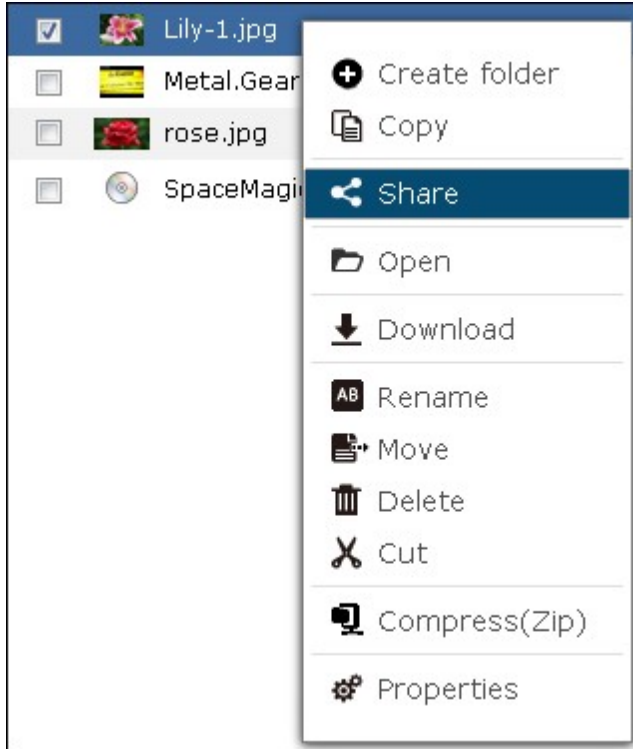 Lily-1.jpg
Metal.Gear
rose.jpg
SpaceMagi
Create folder
Copy
Share
Open
Download
AB Rename
Move
Delete
Cut
Compress(Zip)
Properties